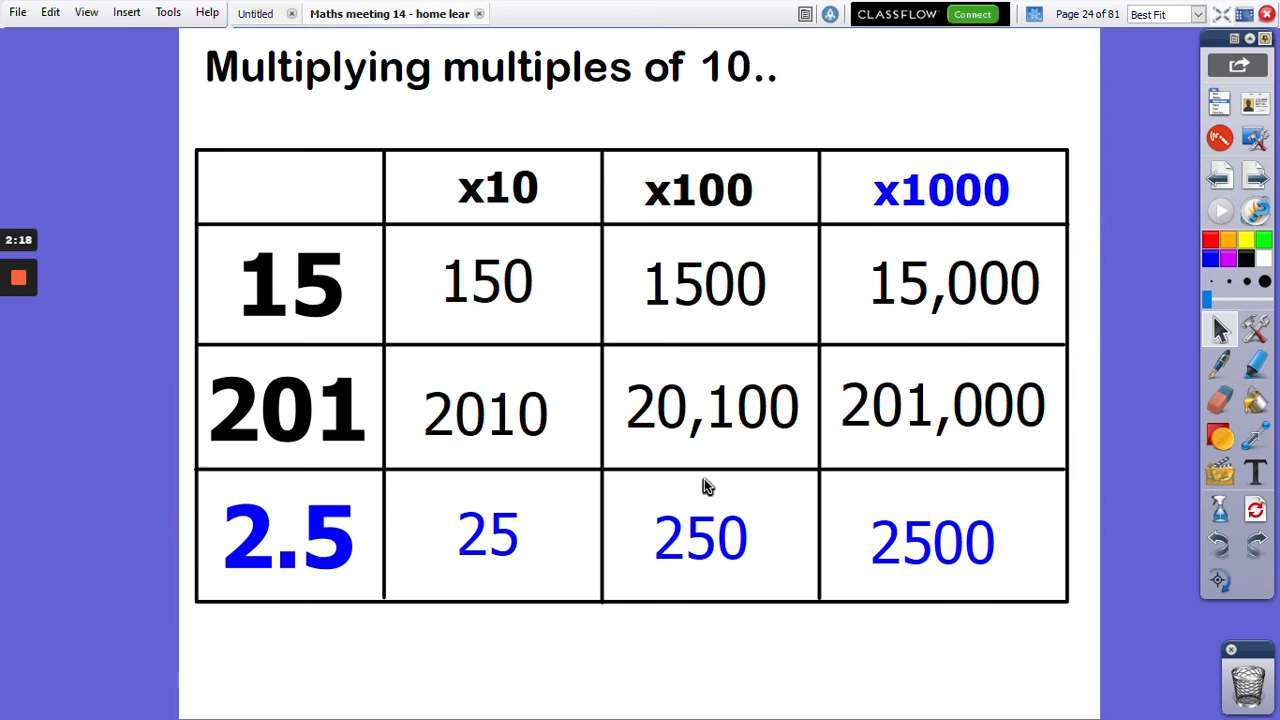 File Edit View Insert Tools Help
Untitled
Maths meeting 14 - home lear
CLASSFLOW Connect
Page 24 of 81
Best Fit
Multiplying multiples of 10..
x10 x100 x1000
15 150 1500 15,000
201 2010 20,100 201,000
2.5 25 250 2500
2:18
T